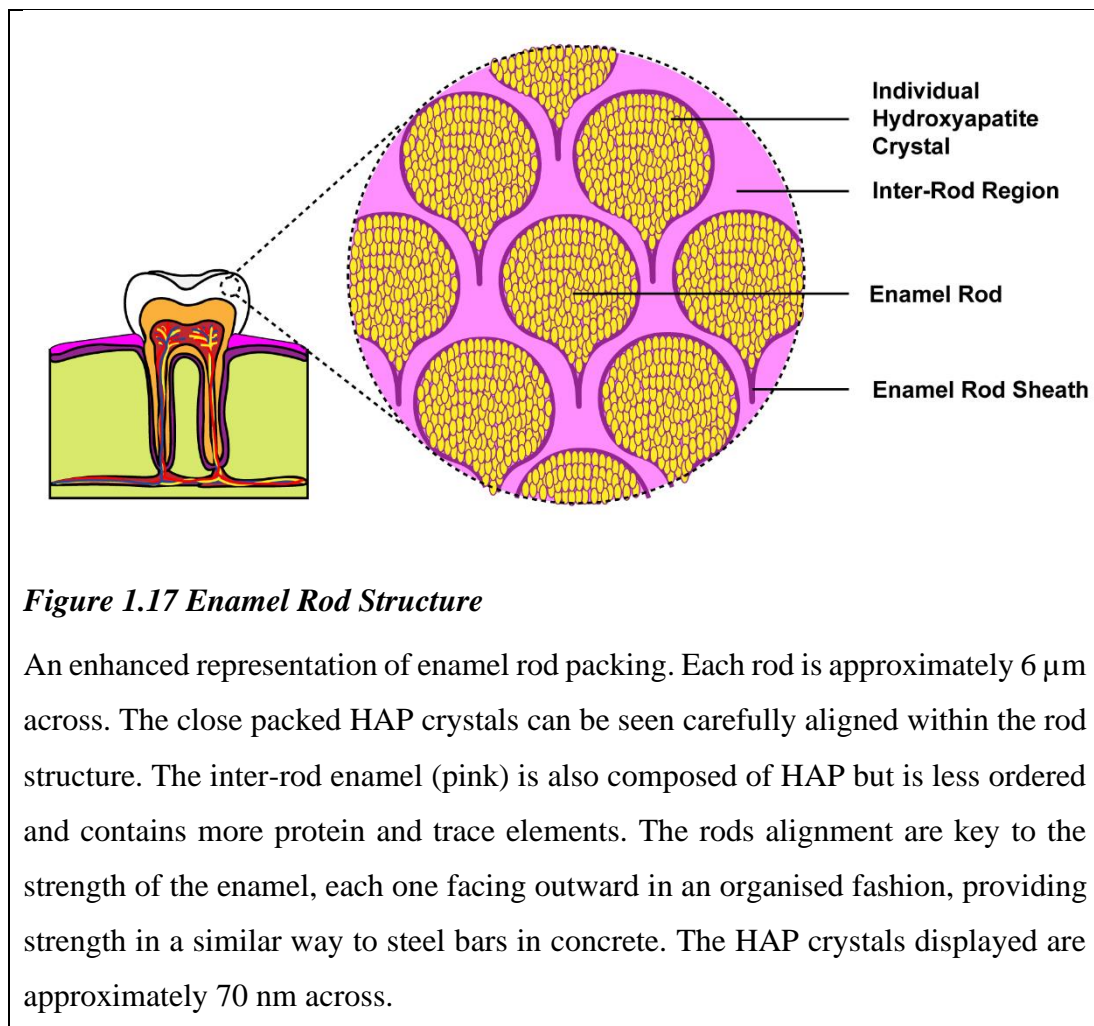 Individual
Hydroxyapatite
Crystal
Inter-Rod Region
Enamel Rod
Enamel Rod Sheath
Figure 1.17 Enamel Rod Structure
An enhanced representation of enamel rod packing. Each rod is approximately 6 µm
across. The close packed HAP crystals can be seen carefully aligned within the rod
structure. The inter-rod enamel (pink) is also composed of HAP but is less ordered
and contains more protein and trace elements. The rods alignment are key to the
strength of the enamel, each one facing outward in an organised fashion, providing
strength in a similar way to steel bars in concrete. The HAP crystals displayed are
approximately 70 nm across.